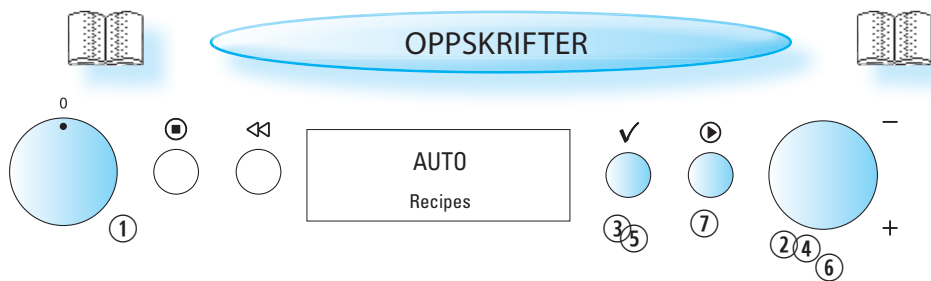 OPPSKRIFTER
0
AUTO
Recipes
−
+
① ③ ⑤ ⑦ ② ④ ⑥